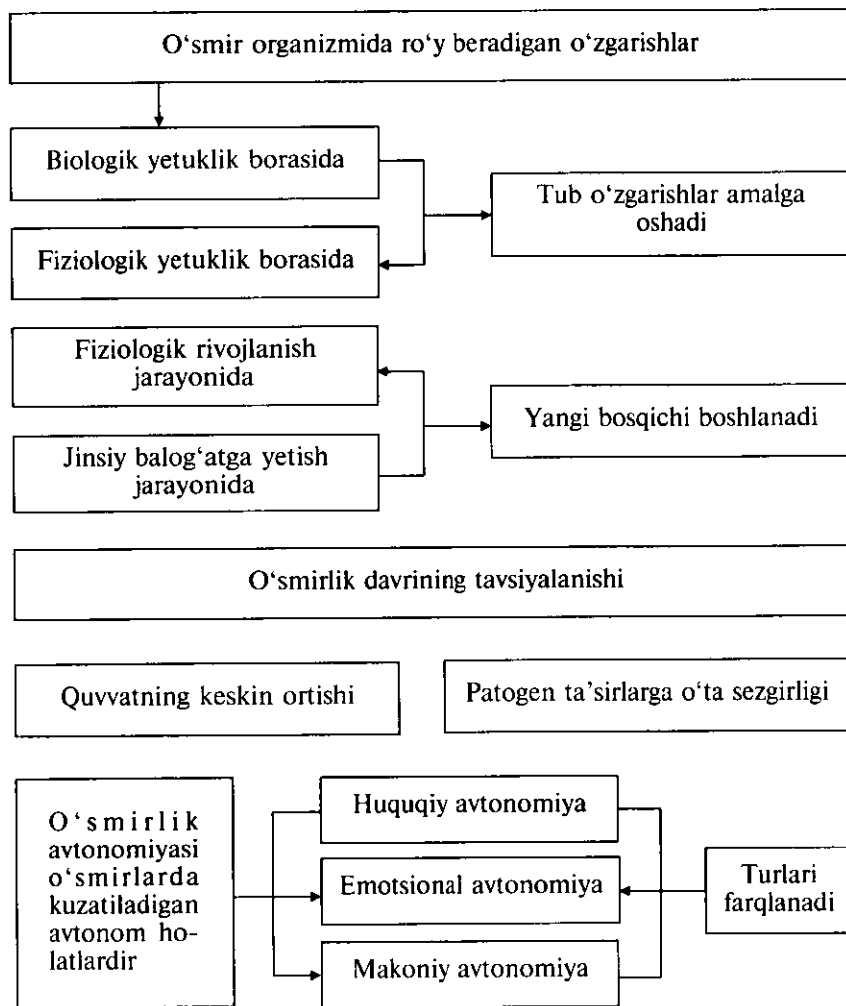 O‘smir organizmida ro‘y beradigan o‘zgarishlar
Biologik yetuklik borasida
Tub o‘zgarishlar amalga
oshadi
Fiziologik yetuklik borasida
Fiziologik rivojlanish
jarayonida
Yangi bosqichi boshlanadi
Jinsiy balog‘atga yetish
jarayonida
O‘smirlik davrining tavsiyalanishi
Quvvatning keskin ortishi
Patogen ta’sirlarga o‘ta sezgirligi
O‘smirlik
avtonomiyasi
o‘smirlarda
kuzatiladigan
avtonom ho-
latlardir
Huquqiy avtonomiya
Emotsional avtonomiya
Makoniy avtonomiya
Turlari
farqlanadi